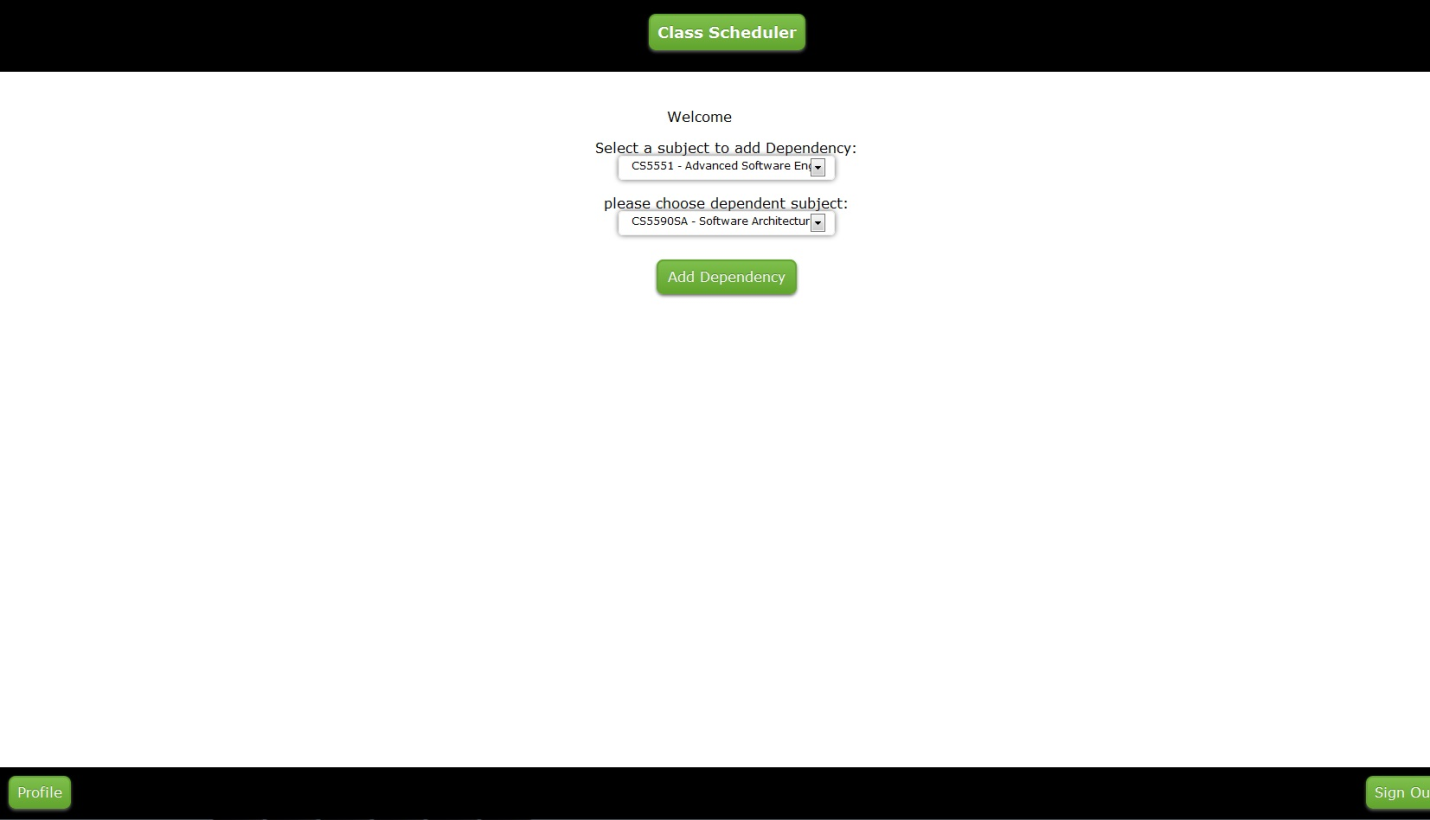 Class Scheduler
Welcome
Select a subject to add Dependency:
CS5551 - Advanced Software Eng
please choose dependent subject:
CS5590SA - Software Architectur
Add Dependency
Profile
Sign Ou